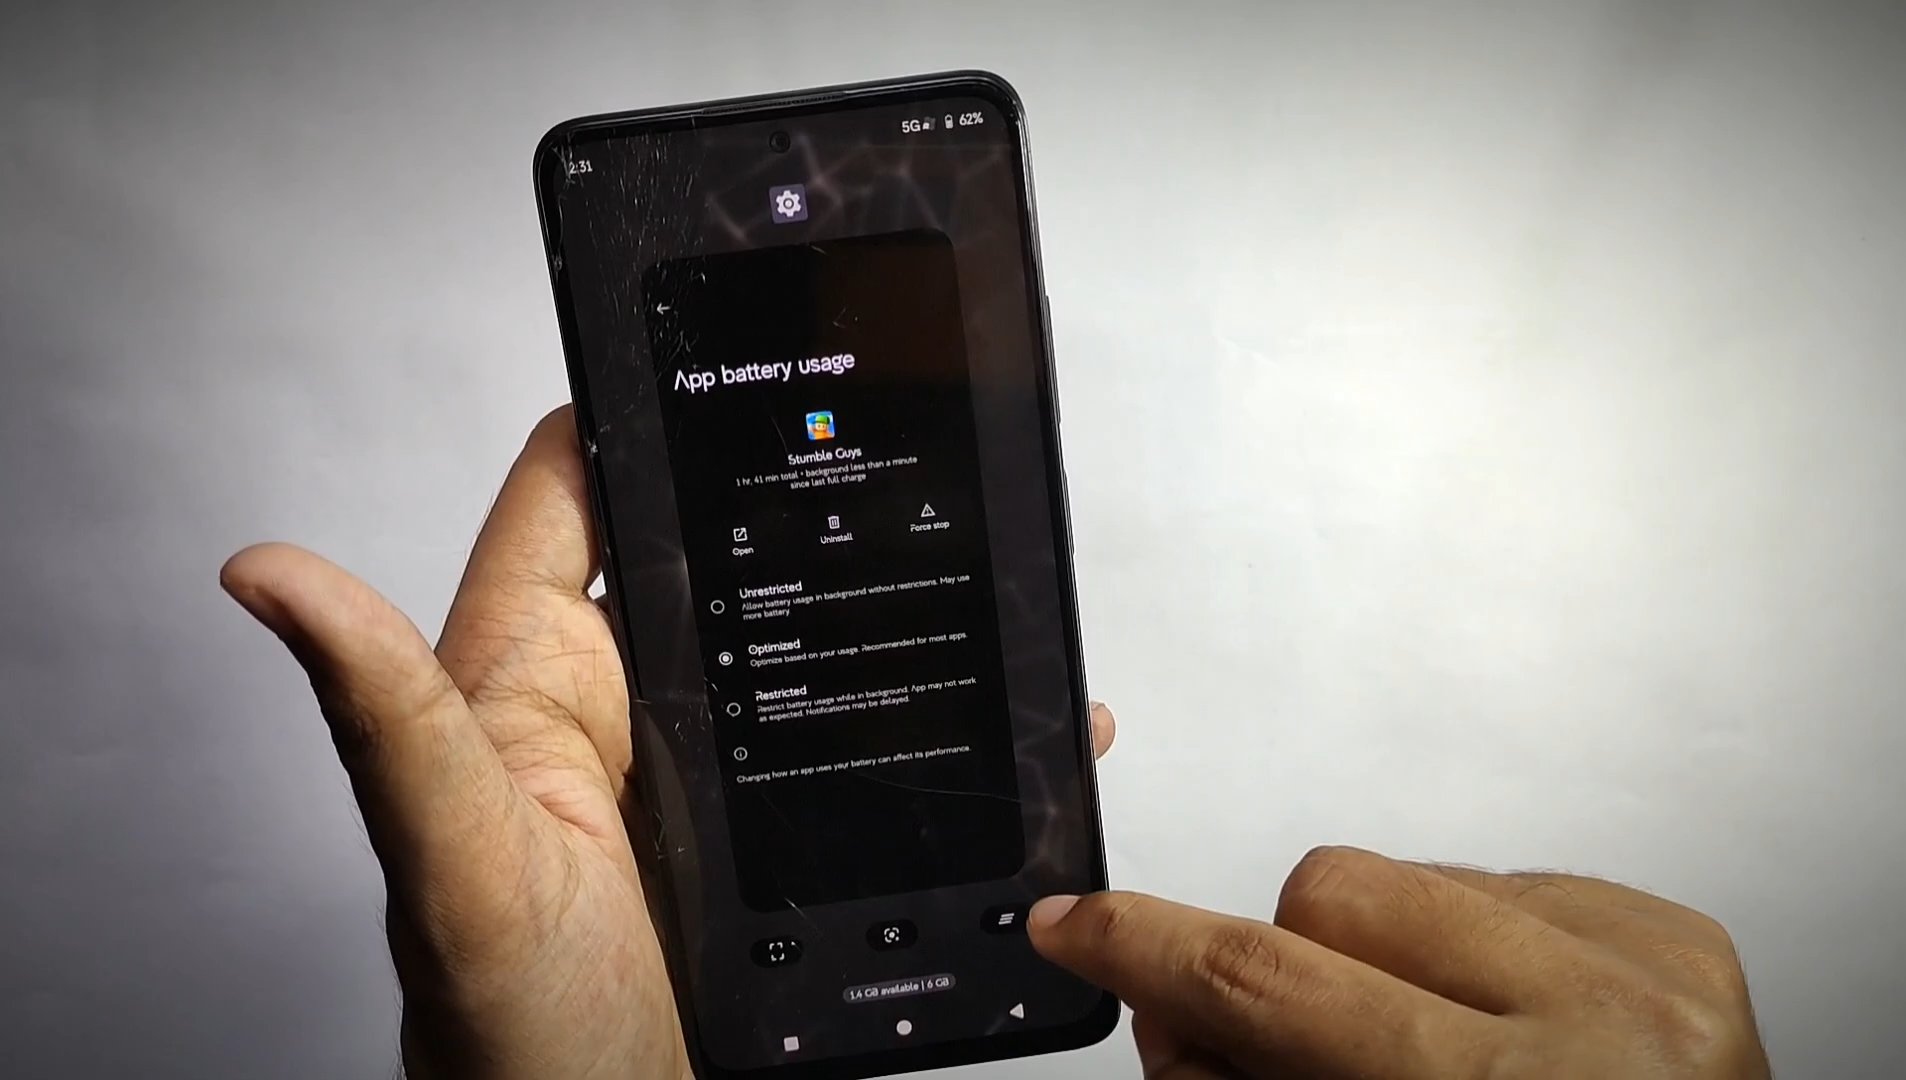 2:31
5G 62%
App battery usage
Stumble Guys
1 hr, 41 min total • background less than a minute
since last full charge
Open
Uninstall
Force stop
Unrestricted
Allow battery usage in background without restrictions. May use
more battery.
Optimized
Optimize based on your usage. Recommended for most apps.
Restricted
Restrict battery usage while in background. App may not work
as expected. Notifications may be delayed.
Changing how an app uses your battery can affect its performance.
1.4 GB available | 6 GB